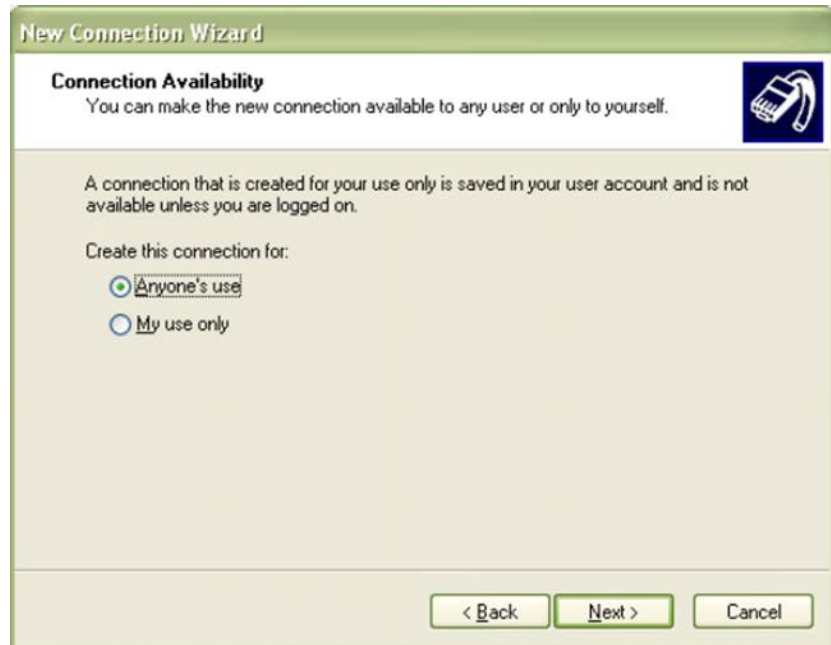 New Connection Wizard
Connection Availability
You can make the new connection available to any user or only to yourself.
A connection that is created for your use only is saved in your user account and is not
available unless you are logged on.
Create this connection for:
Anyone's use
My use only
< Back
Next >
Cancel